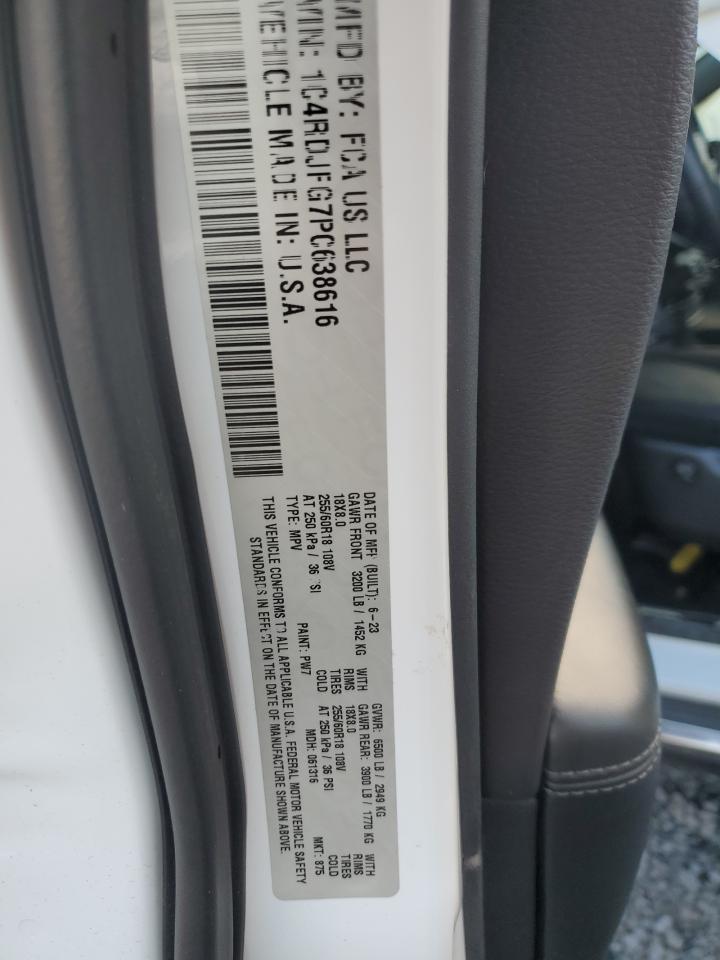 MFD BY: FCA US LLC
VIN: 1C4RDJFG7PC638616
VEHICLE MADE IN: U.S.A.
DATE OF MFR (BUILT): 6-23 GVWR: 6500 LB / 2949 KG
GAWR FRONT 3200 LB / 1452 KG WITH GAWR REAR: 3900 LB / 1770 KG WITH
18X8.0 RIMS 18X8.0 RIMS
255/60R18 108V TIRES 255/60R18 108V TIRES
AT 250 kPa / 36 PSI COLD AT 250 kPa / 36 PSI COLD
TYPE: MPV PAINT: PW7 MDH: 061316 MKT: 875
THIS VEHICLE CONFORMS TO ALL APPLICABLE U.S.A. FEDERAL MOTOR VEHICLE SAFETY
STANDARDS IN EFFECT ON THE DATE OF MANUFACTURE SHOWN ABOVE.